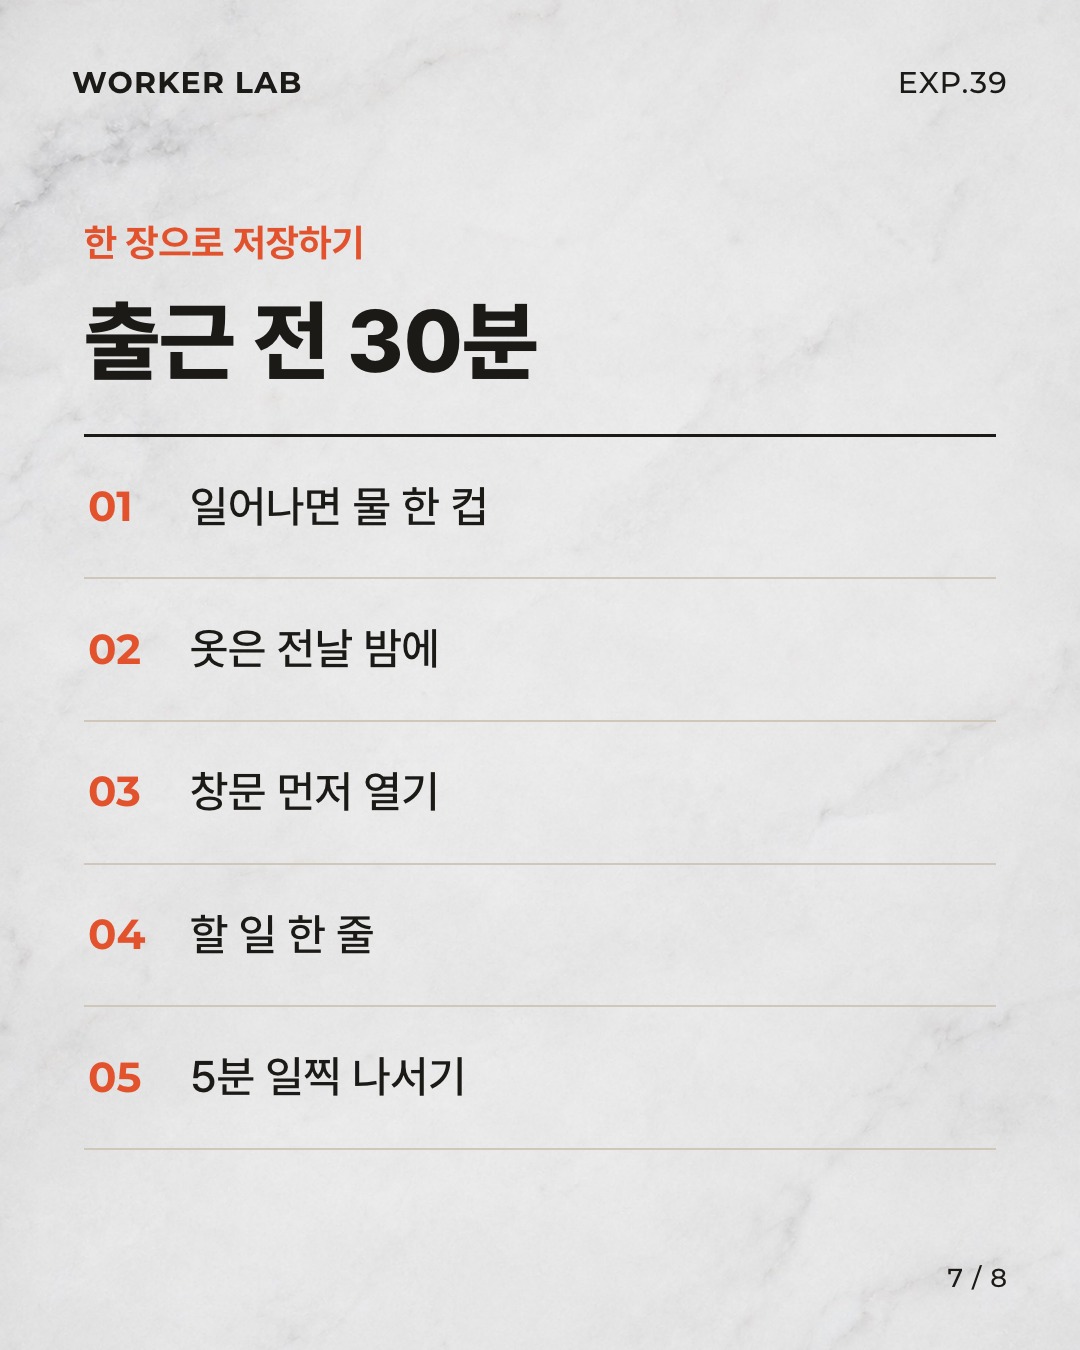 WORKER LAB
EXP.39
한 장으로 저장하기
출근 전 30분
01 일어나면 물 한 컵
02 옷은 전날 밤에
03 창문 먼저 열기
04 할 일 한 줄
05 5분 일찍 나서기
7 / 8